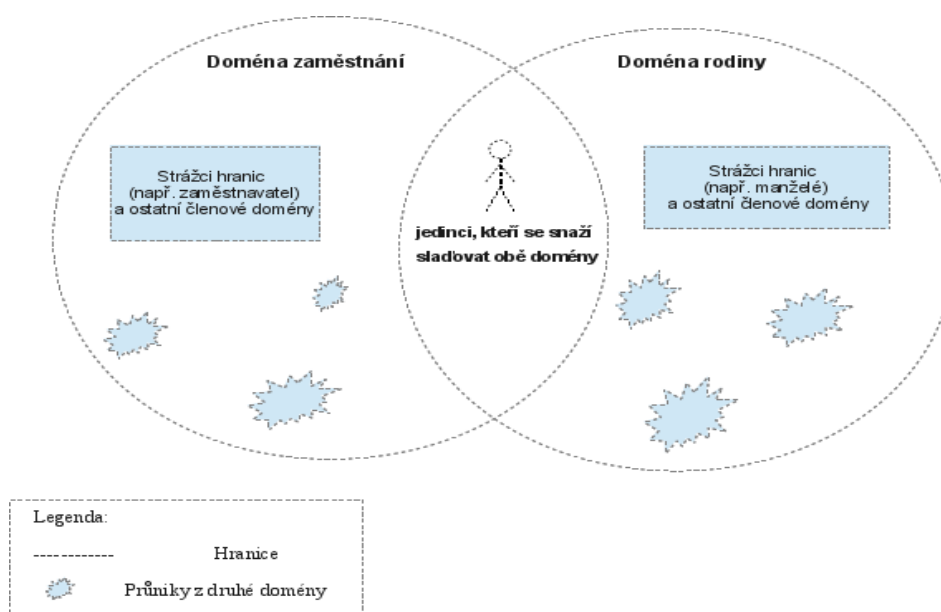 Doména zaměstnání
Doména rodiny
Strážci hranic
(např. zaměstnavatel)
a ostatní členové domény
Strážci hranic
(např. manželé)
a ostatní členové domény
jedinci, kteří se snaží
slaďovat obě domény
Legenda:
Hranice
Průniky z druhé domény